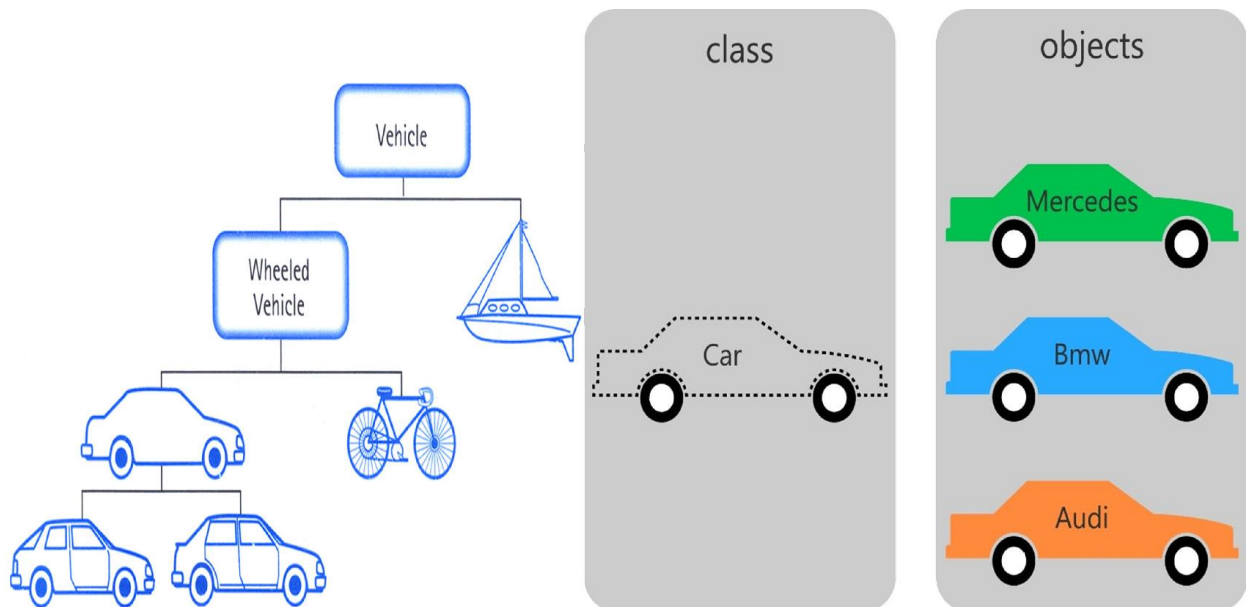 Vehicle
Wheeled
Vehicle
class
Car
objects
Mercedes
Bmw
Audi